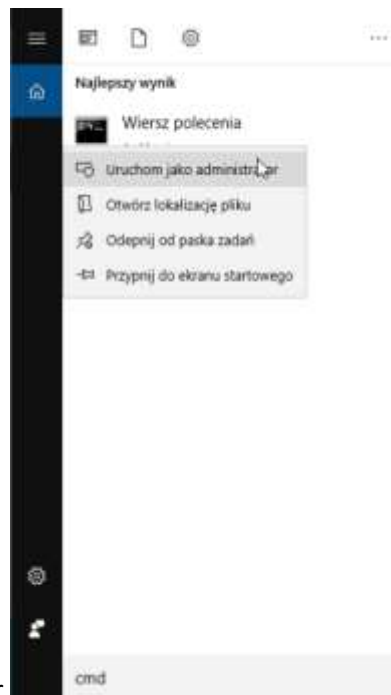 Najlepszy wynik
Wiersz polecenia
Uruchom jako administrator
Otwórz lokalizację pliku
Odepnij od paska zadań
Przypnij do ekranu startowego
cmd